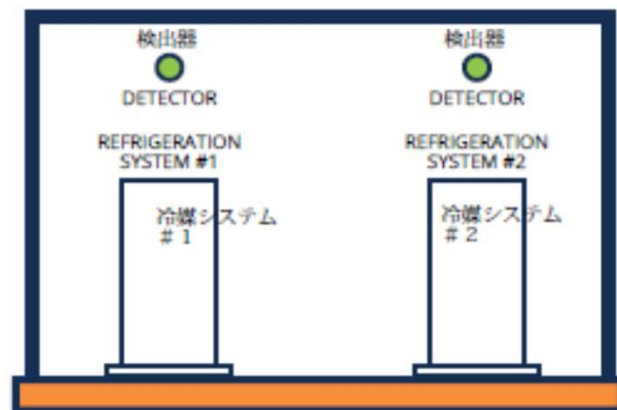 検出器
DETECTOR
REFRIGERATION
SYSTEM #1
冷媒システム
＃１
検出器
DETECTOR
REFRIGERATION
SYSTEM #2
冷媒システム
＃２